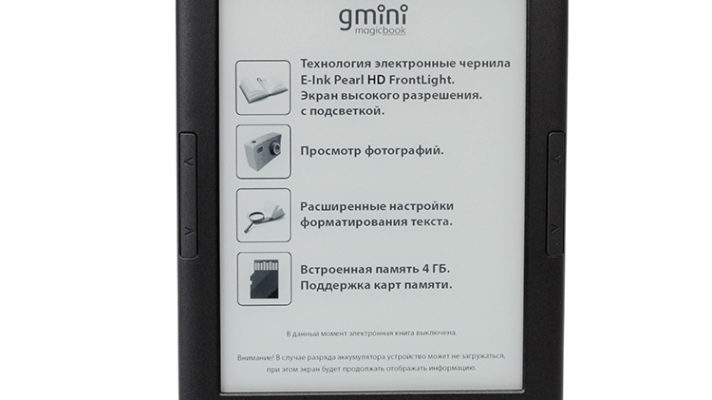 gmini
magicbook
Технология электронные чернила
E-Ink Pearl HD FrontLight.
Экран высокого разрешения.
с подсветкой.
Просмотр фотографий.
Расширенные настройки
форматирования текста.
Встроенная память 4 ГБ.
Поддержка карт памяти.
В данный момент электронная книга выключена.
Внимание! В случае разряда аккумулятора устройство может не загружаться,
при этом экран будет продолжать отображать информацию.